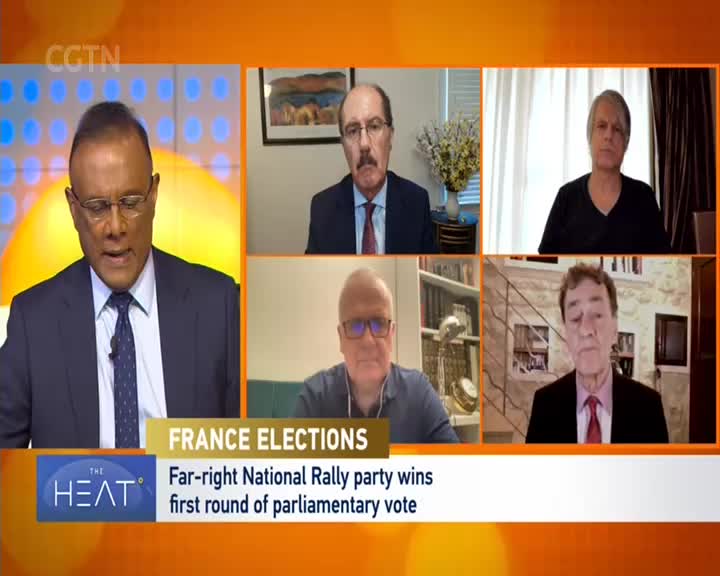 CGTN
FRANCE ELECTIONS
THE
HEAT
Far-right National Rally party wins
first round of parliamentary vote